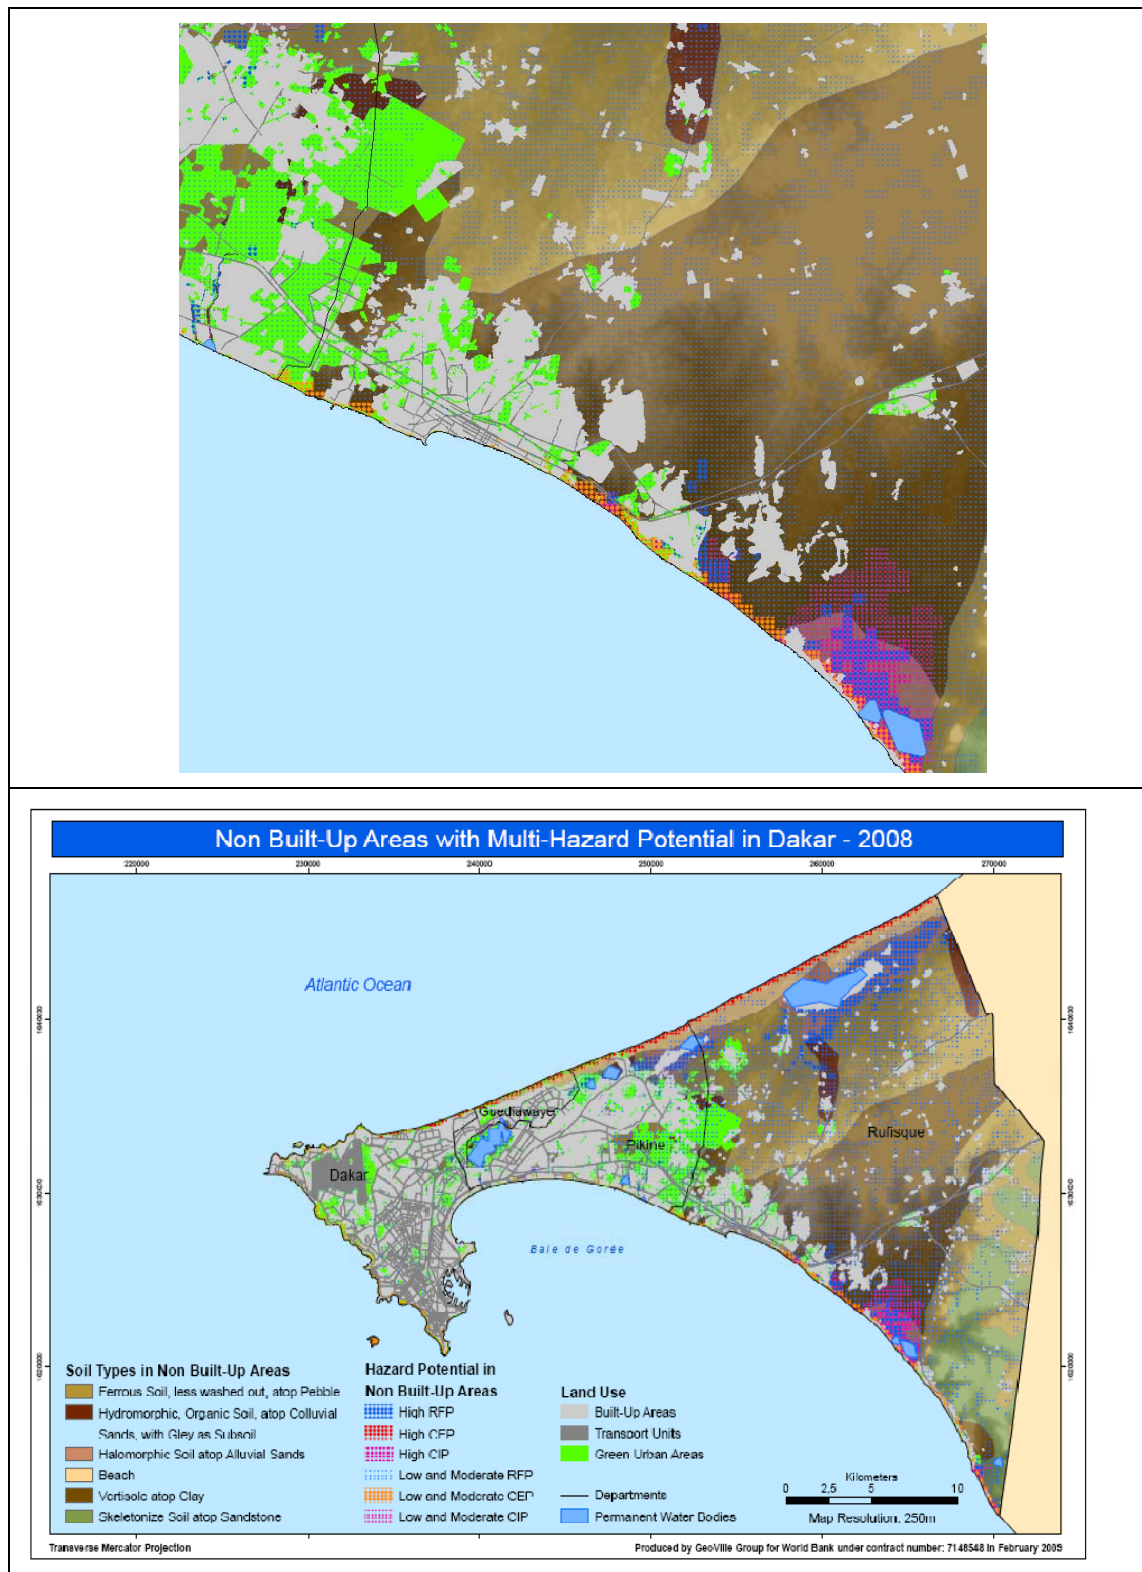 Non Built-Up Areas with Multi-Hazard Potential in Dakar - 2008
220000 230000 240000 250000 260000 270000
Atlantic Ocean
1640000 1640000
Guediawaye
Pikine
Rufisque
Dakar
1630000 1630000
Baie de Gorée
1620000 1620000
Soil Types in Non Built-Up Areas
Ferrous Soil, less washed out, atop Pebble
Hydromorphic, Organic Soil, atop Colluvial
Sands, with Gley as Subsoil
Halomorphic Soil atop Alluvial Sands
Beach
Vertisole atop Clay
Skeletonize Soil atop Sandstone
Hazard Potential in
Non Built-Up Areas
High RFP
High CEP
High CIP
Low and Moderate RFP
Low and Moderate CEP
Low and Moderate CIP
Land Use
Built-Up Areas
Transport Units
Green Urban Areas
Departments
Permanent Water Bodies
Kilometers
0 2,5 5 10
Map Resolution: 250m
Transverse Mercator Projection
Produced by GeoVille Group for World Bank under contract number: 7148548 in February 2009